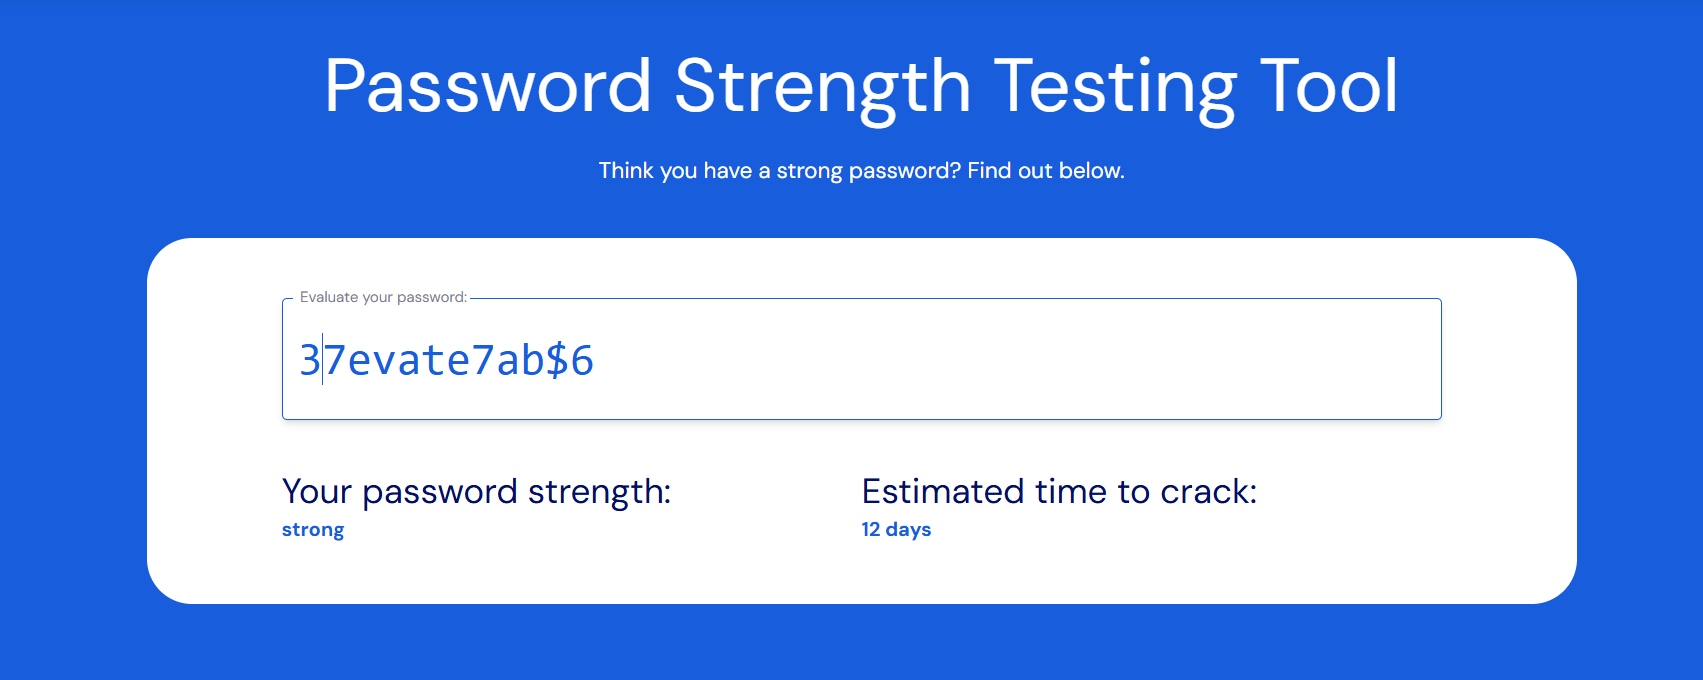 Password Strength Testing Tool
Think you have a strong password? Find out below.
Evaluate your password:
37evate7ab$6
Your password strength:
strong
Estimated time to crack:
12 days